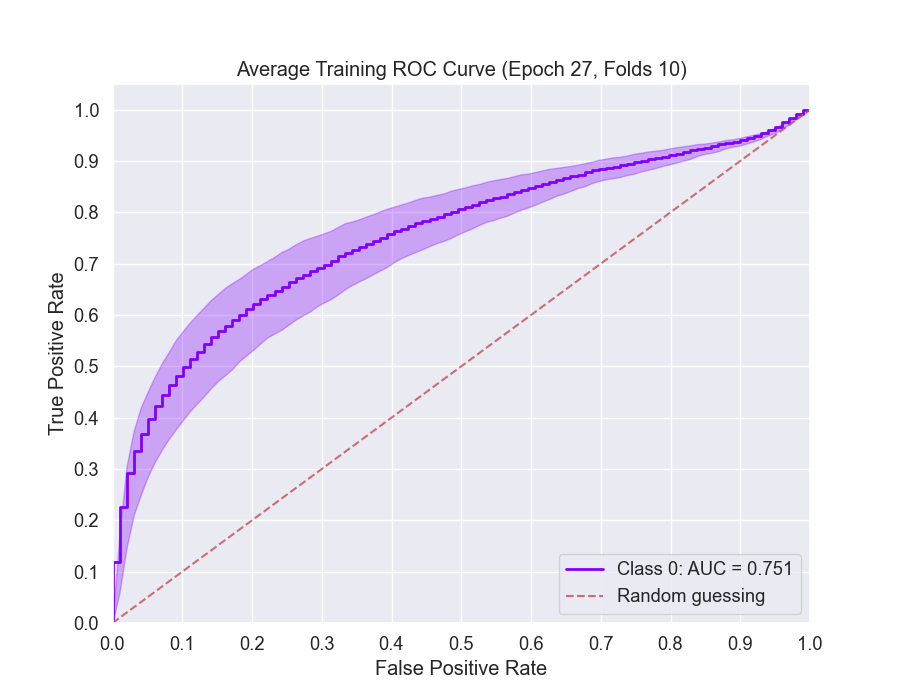 Average Training ROC Curve (Epoch 27, Folds 10)
1.0
0.9
0.8
0.7
0.6
0.5
0.4
0.3
0.2
0.1
0.0
True Positive Rate
Class 0: AUC = 0.751
Random guessing
0.0 0.1 0.2 0.3 0.4 0.5 0.6 0.7 0.8 0.9 1.0
False Positive Rate